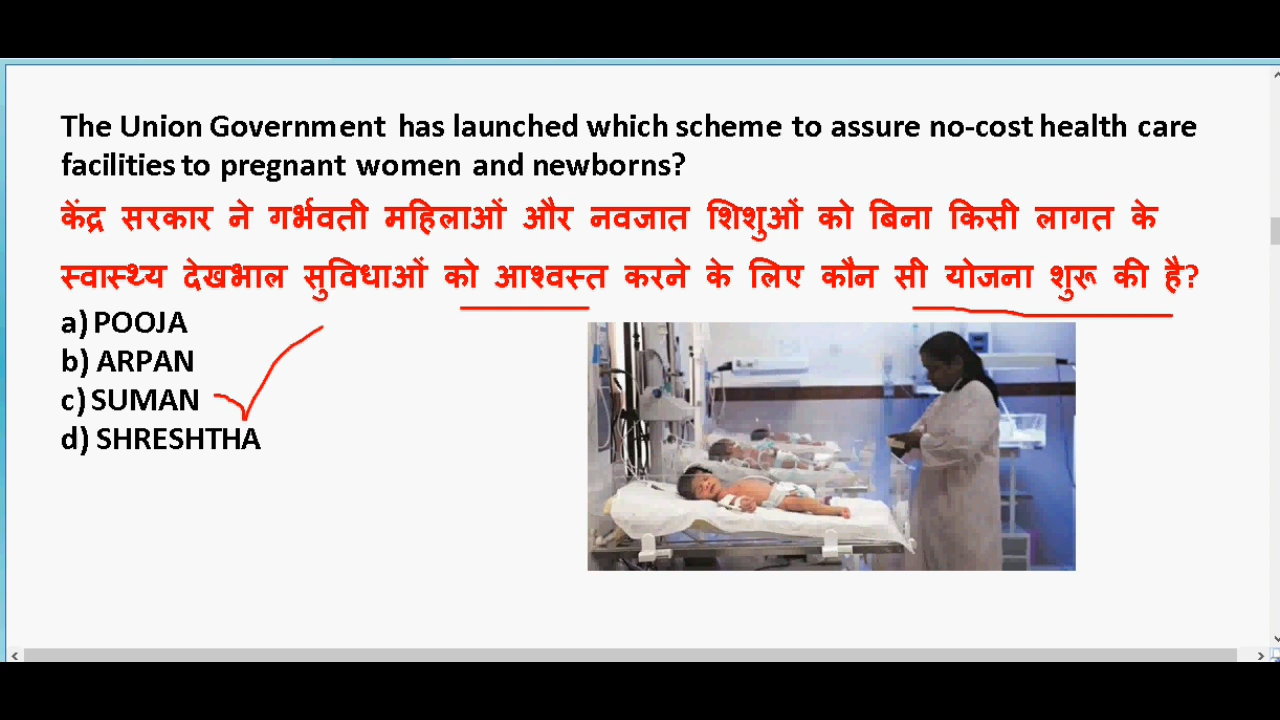 The Union Government has launched which scheme to assure no-cost health care
facilities to pregnant women and newborns?
केंद्र सरकार ने गर्भवती महिलाओं और नवजात शिशुओं को बिना किसी लागत के
स्वास्थ्य देखभाल सुविधाओं को आश्वस्त करने के लिए कौन सी योजना शुरू की है?
a) POOJA
b) ARPAN
c) SUMAN
d) SHRESHTHA